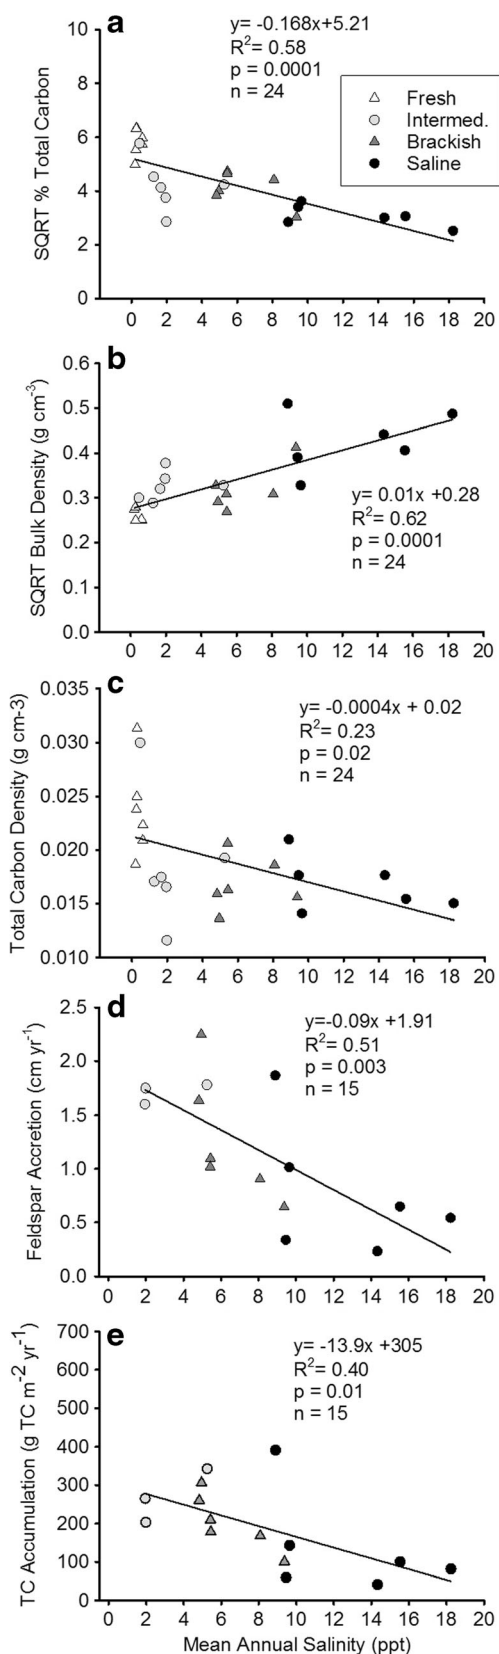 a
y= -0.168x+5.21
R²= 0.58
p = 0.0001
n = 24
Fresh
Intermed.
Brackish
Saline
SQRT % Total Carbon
10
8
6
4
2
0
0 2 4 6 8 10 12 14 16 18 20
b
SQRT Bulk Density (g cm⁻³)
0.6
0.5
0.4
0.3
0.2
0.1
0.0
y= 0.01x +0.28
R²= 0.62
p = 0.0001
n = 24
0 2 4 6 8 10 12 14 16 18 20
c
Total Carbon Density (g cm-3)
0.035
0.030
0.025
0.020
0.015
0.010
y= -0.0004x + 0.02
R²= 0.23
p = 0.02
n = 24
0 2 4 6 8 10 12 14 16 18 20
d
Feldspar Accretion (cm yr⁻¹)
2.5
2.0
1.5
1.0
0.5
0.0
y=-0.09x +1.91
R²= 0.51
p = 0.003
n = 15
0 2 4 6 8 10 12 14 16 18 20
e
TC Accumulation (g TC m⁻² yr⁻¹)
700
600
500
400
300
200
100
0
y= -13.9x +305
R²= 0.40
p = 0.01
n = 15
0 2 4 6 8 10 12 14 16 18 20
Mean Annual Salinity (ppt)